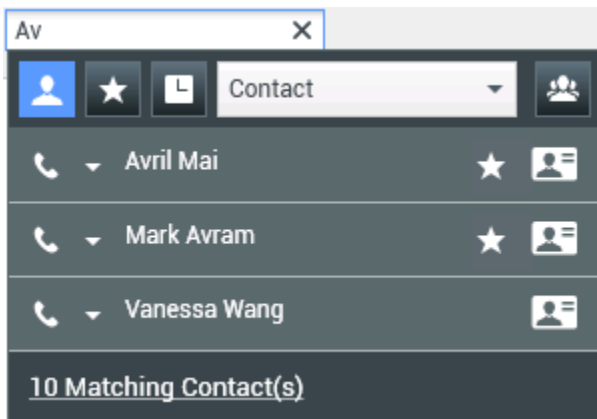 Av
Contact
Avril Mai
Mark Avram
Vanessa Wang
10 Matching Contact(s)